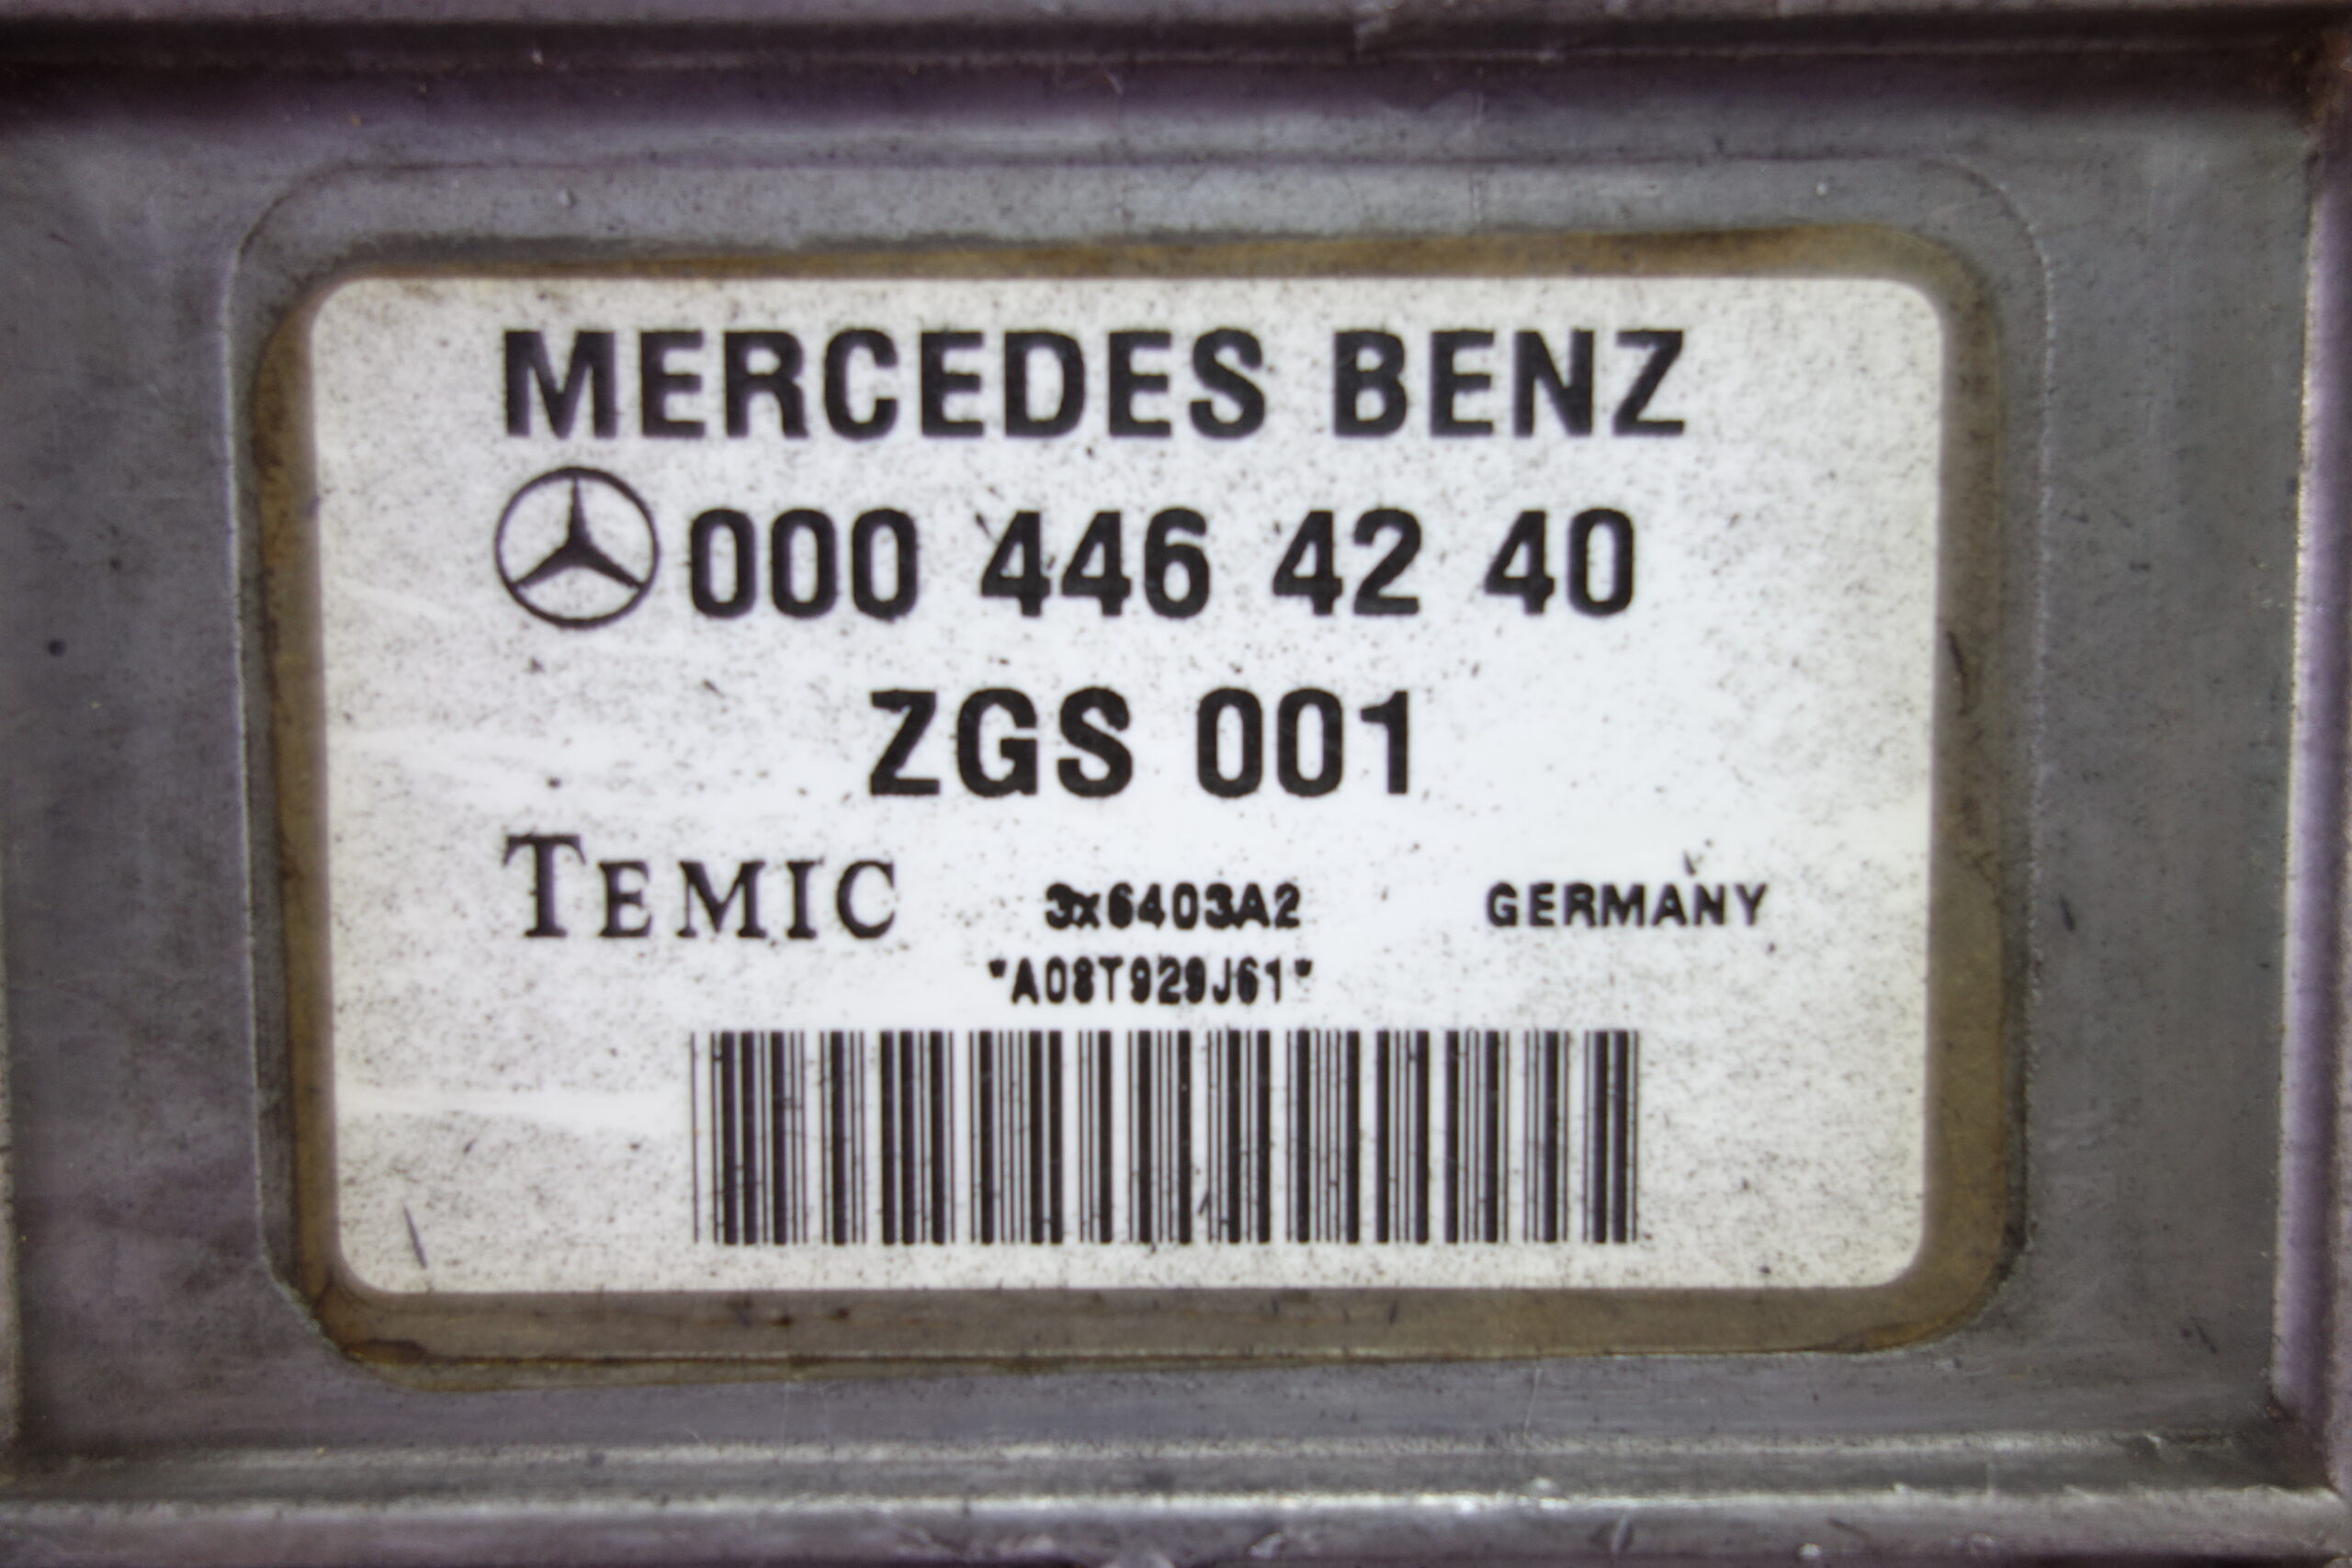 MERCEDES BENZ
000 446 42 40
ZGS 001
TEMIC 3x6403A2 GERMANY
"A08T929J61"